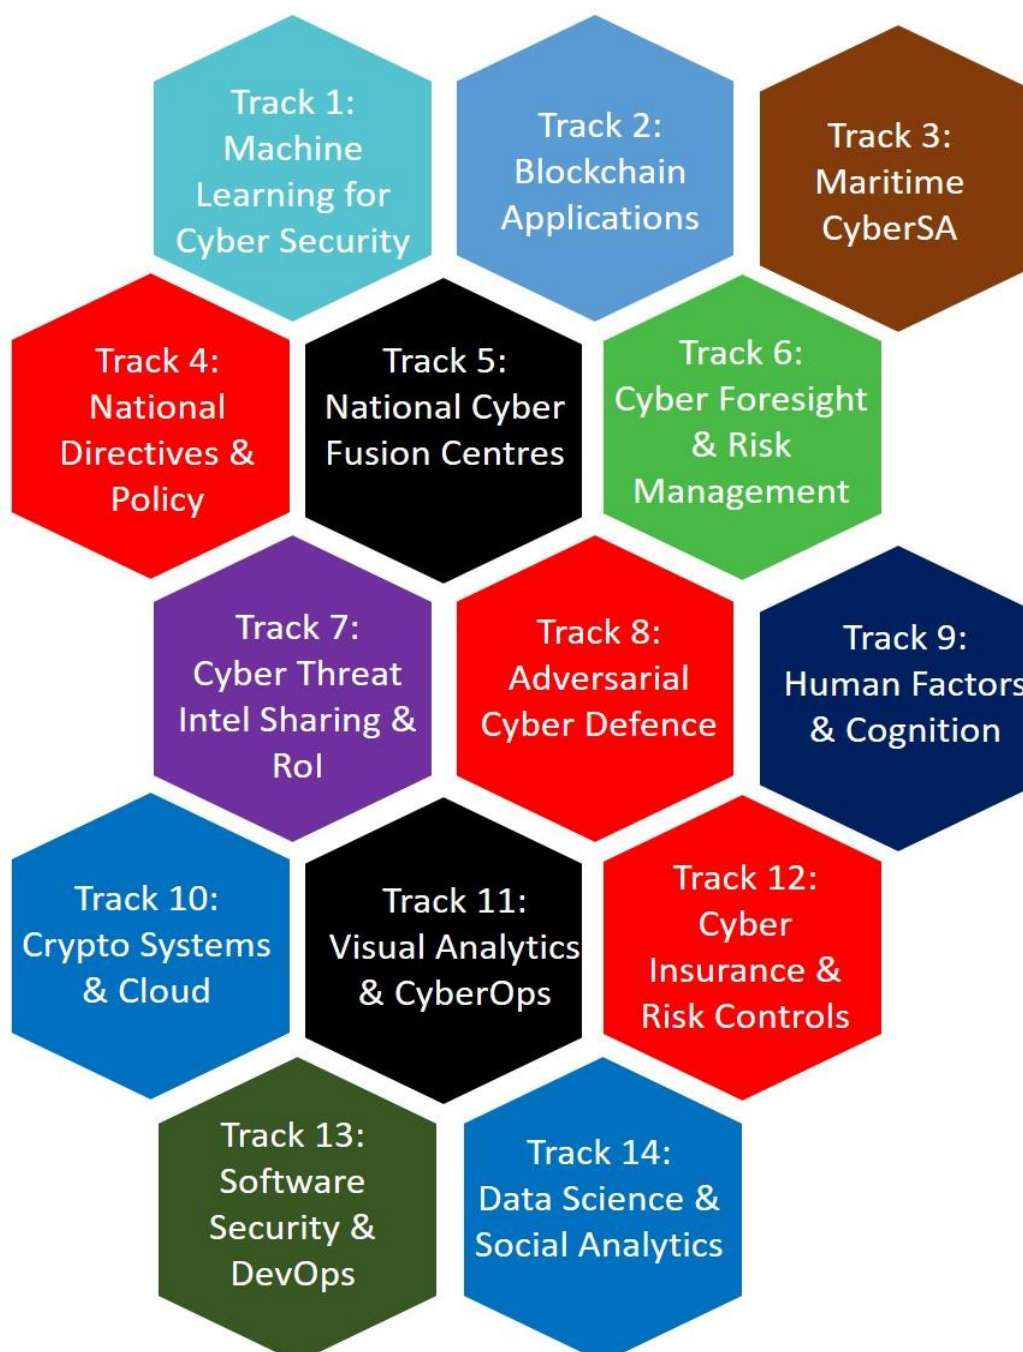 Track 1:
Machine
Learning for
Cyber Security
Track 2:
Blockchain
Applications
Track 3:
Maritime
CyberSA
Track 4:
National
Directives &
Policy
Track 5:
National Cyber
Fusion Centres
Track 6:
Cyber Foresight
& Risk
Management
Track 7:
Cyber Threat
Intel Sharing &
RoI
Track 8:
Adversarial
Cyber Defence
Track 9:
Human Factors
& Cognition
Track 10:
Crypto Systems
& Cloud
Track 11:
Visual Analytics
& CyberOps
Track 12:
Cyber
Insurance &
Risk Controls
Track 13:
Software
Security &
DevOps
Track 14:
Data Science &
Social Analytics